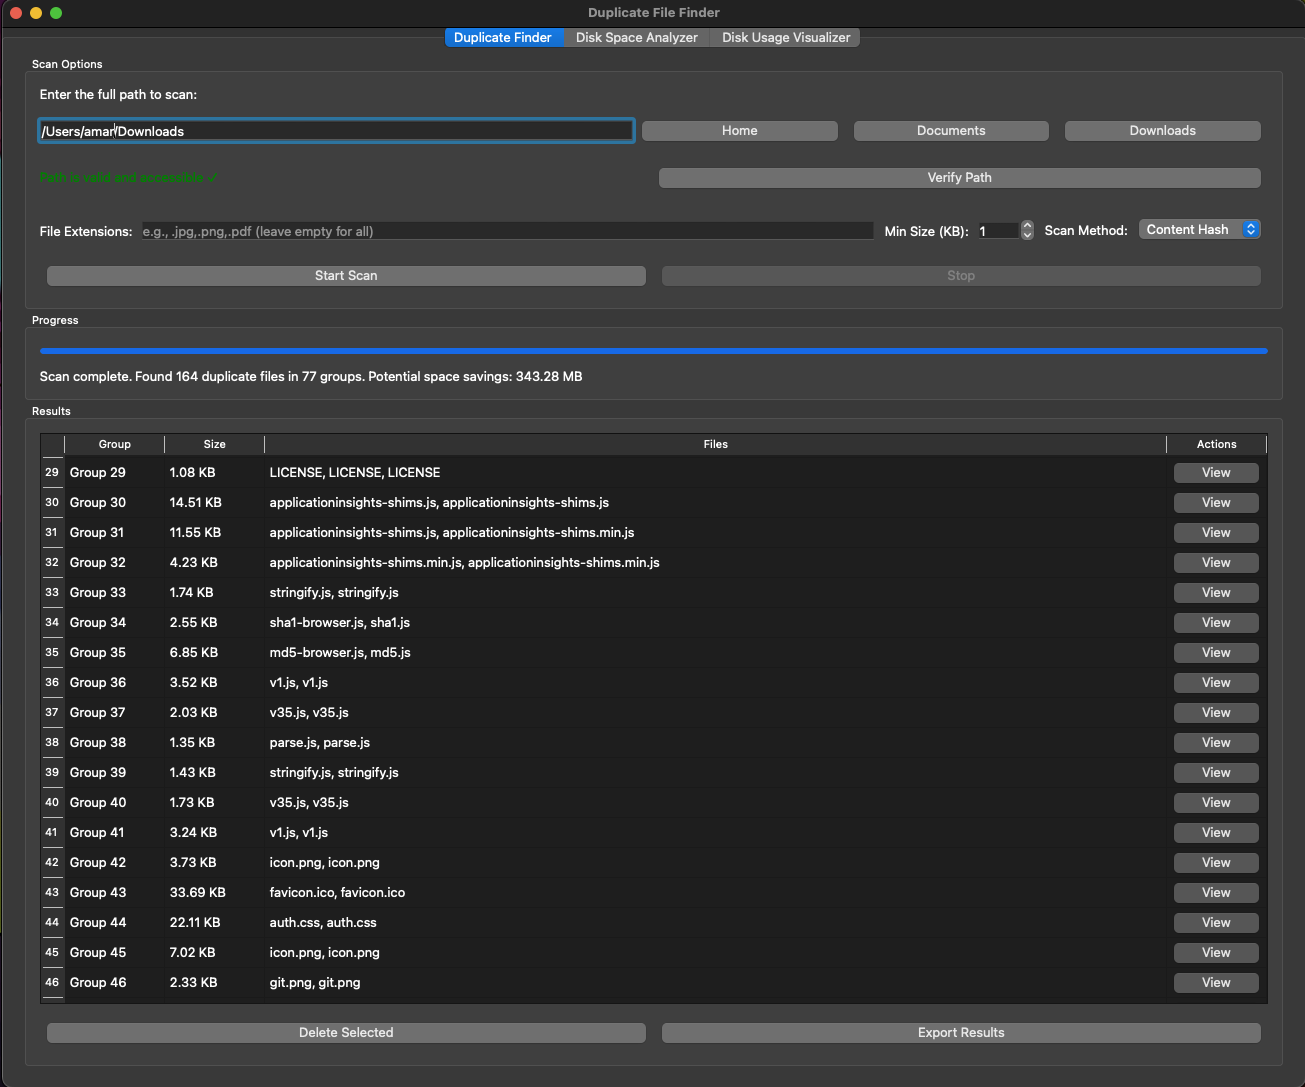 Duplicate File Finder
Duplicate Finder Disk Space Analyzer Disk Usage Visualizer
Scan Options
Enter the full path to scan:
/Users/amar/Downloads Home Documents Downloads
Path is valid and accessible ✓ Verify Path
File Extensions: e.g., .jpg,.png,.pdf (leave empty for all) Min Size (KB): 1 Scan Method: Content Hash
Start Scan Stop
Progress
Scan complete. Found 164 duplicate files in 77 groups. Potential space savings: 343.28 MB
Results
Group Size Files Actions
29 Group 29 1.08 KB LICENSE, LICENSE, LICENSE View
30 Group 30 14.51 KB applicationinsights-shims.js, applicationinsights-shims.js View
31 Group 31 11.55 KB applicationinsights-shims.js, applicationinsights-shims.min.js View
32 Group 32 4.23 KB applicationinsights-shims.min.js, applicationinsights-shims.min.js View
33 Group 33 1.74 KB stringify.js, stringify.js View
34 Group 34 2.55 KB sha1-browser.js, sha1.js View
35 Group 35 6.85 KB md5-browser.js, md5.js View
36 Group 36 3.52 KB v1.js, v1.js View
37 Group 37 2.03 KB v35.js, v35.js View
38 Group 38 1.35 KB parse.js, parse.js View
39 Group 39 1.43 KB stringify.js, stringify.js View
40 Group 40 1.73 KB v35.js, v35.js View
41 Group 41 3.24 KB v1.js, v1.js View
42 Group 42 3.73 KB icon.png, icon.png View
43 Group 43 33.69 KB favicon.ico, favicon.ico View
44 Group 44 22.11 KB auth.css, auth.css View
45 Group 45 7.02 KB icon.png, icon.png View
46 Group 46 2.33 KB git.png, git.png View
Delete Selected Export Results